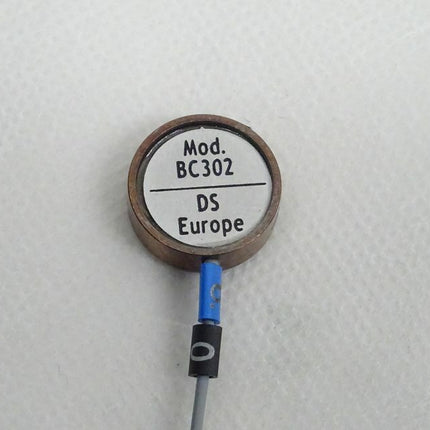 Mod.
BC302
DS
Europe